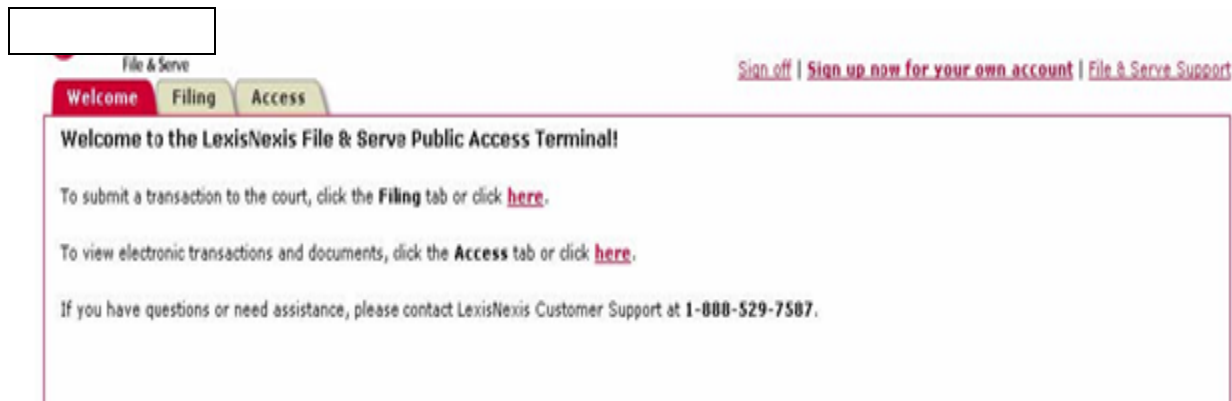 File & Serve
Sign off | Sign up now for your own account | File & Serve Support
Welcome Filing Access
Welcome to the LexisNexis File & Serve Public Access Terminal!
To submit a transaction to the court, click the Filing tab or click here.
To view electronic transactions and documents, click the Access tab or click here.
If you have questions or need assistance, please contact LexisNexis Customer Support at 1-888-529-7587.